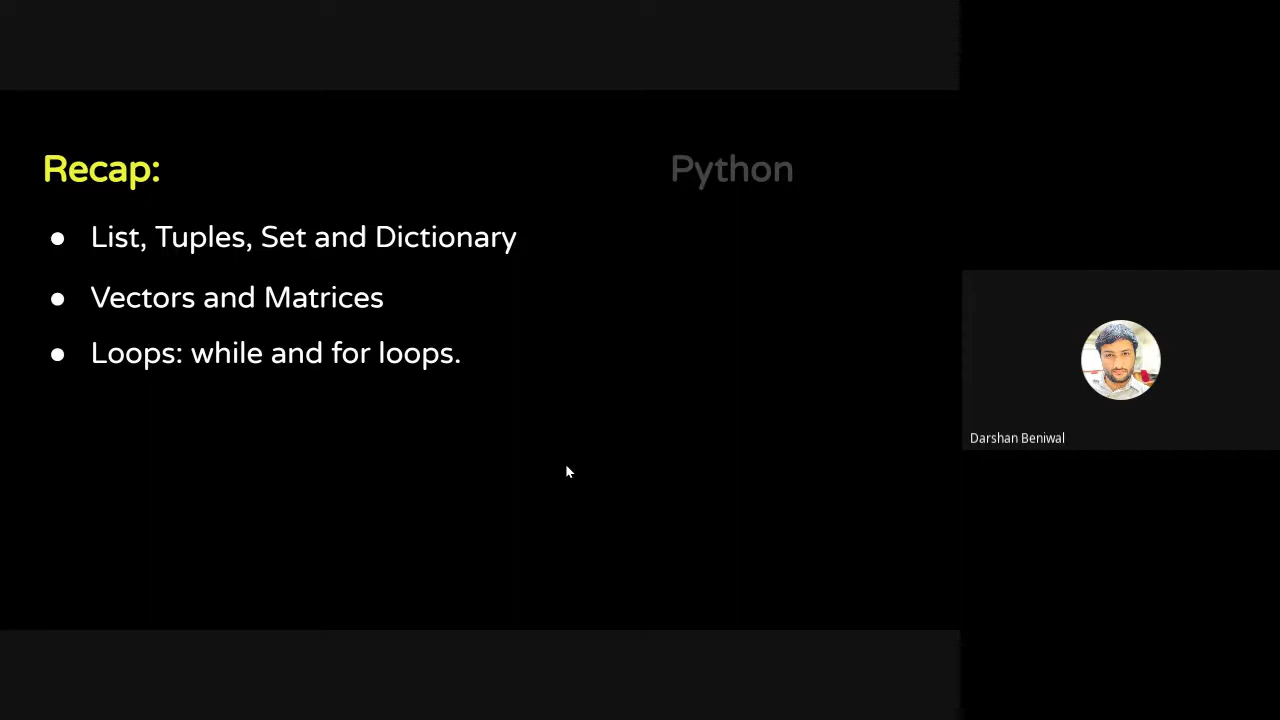 Recap:
Python
● List, Tuples, Set and Dictionary
● Vectors and Matrices
● Loops: while and for loops.
Darshan Beniwal